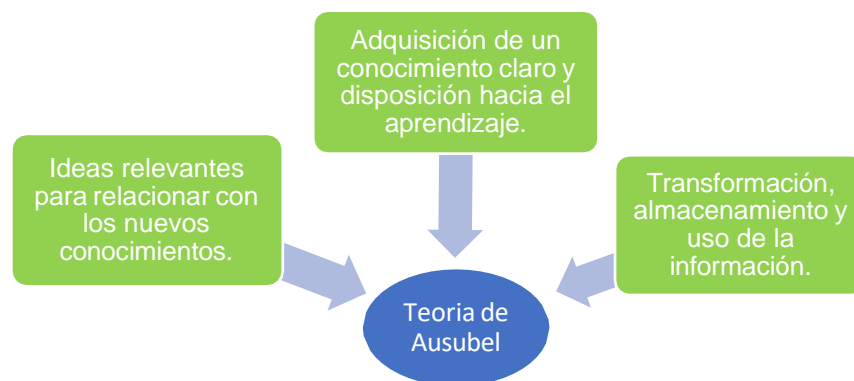 Adquisición de un
conocimiento claro y
disposición hacia el
aprendizaje.
Ideas relevantes
para relacionar con
los nuevos
conocimientos.
Transformación,
almacenamiento y
uso de la
información.
Teoria de
Ausubel